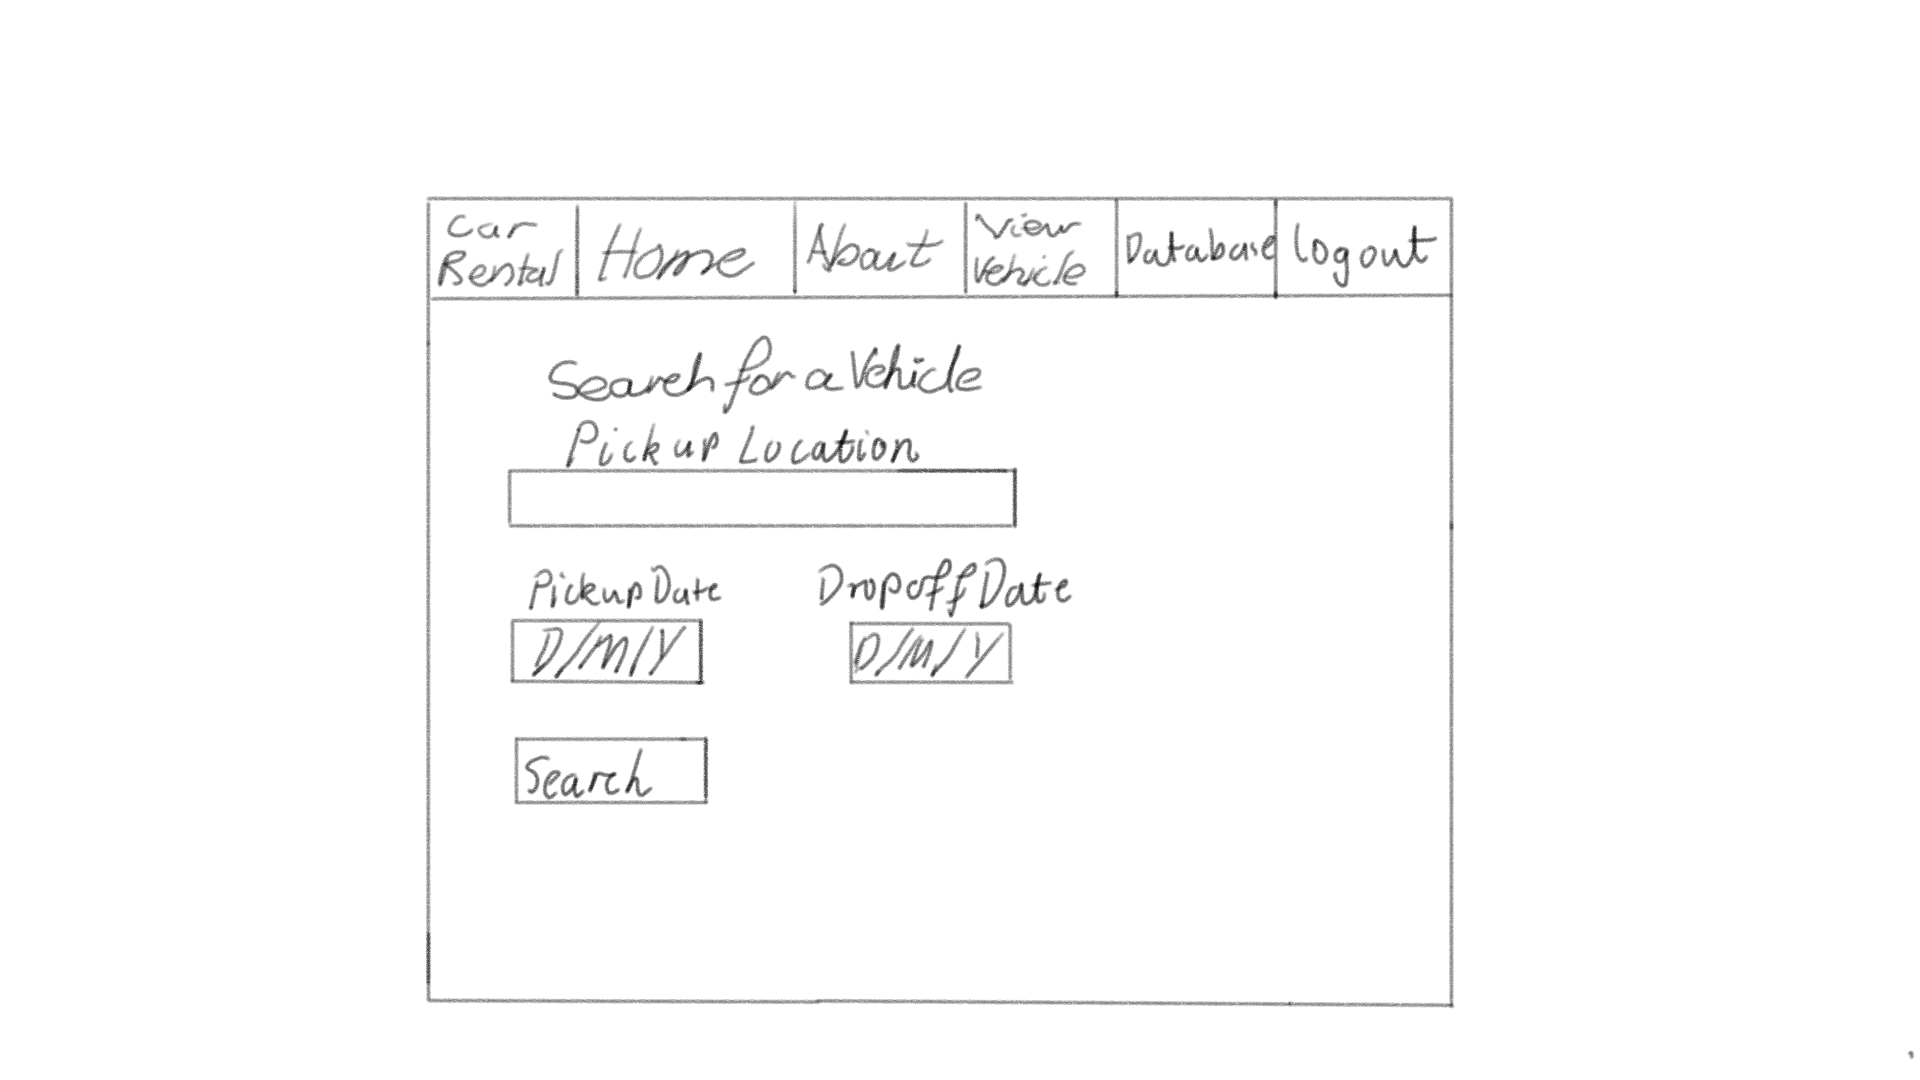 Car Rental
Home
About
View Vehicle
Database
logout
Search for a Vehicle
Pickup Location
Pickup Date
Dropoff Date
D/M/Y
D/M/Y
Search